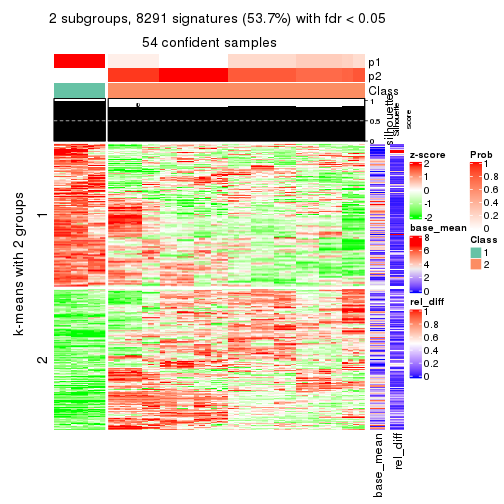 2 subgroups, 8291 signatures (53.7%) with fdr < 0.05
54 confident samples
p1
p2
Class
silhouette
Silhouette
score
1
0.5
0
k-means with 2 groups
1
2
z-score
2
1
0
-1
-2
base_mean
8
6
4
2
0
rel_diff
1
0.8
0.6
0.4
0.2
0
Prob
1
0.8
0.6
0.4
0.2
0
Class
1
2
base_mean
rel_diff